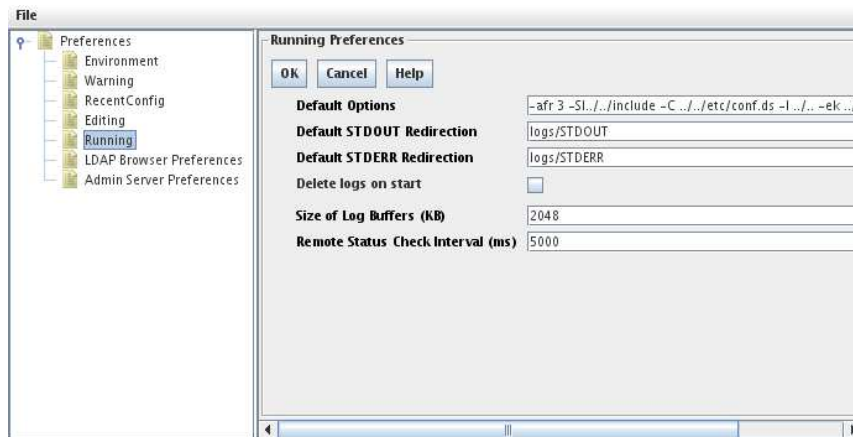 File
Preferences
Environment
Warning
RecentConfig
Editing
Running
LDAP Browser Preferences
Admin Server Preferences
Running Preferences
OK Cancel Help
Default Options -afr 3 -SI../../include -C ../../etc/conf.ds -I ../.. -ek ../
Default STDOUT Redirection logs/STDOUT
Default STDERR Redirection logs/STDERR
Delete logs on start
Size of Log Buffers (KB) 2048
Remote Status Check Interval (ms) 5000